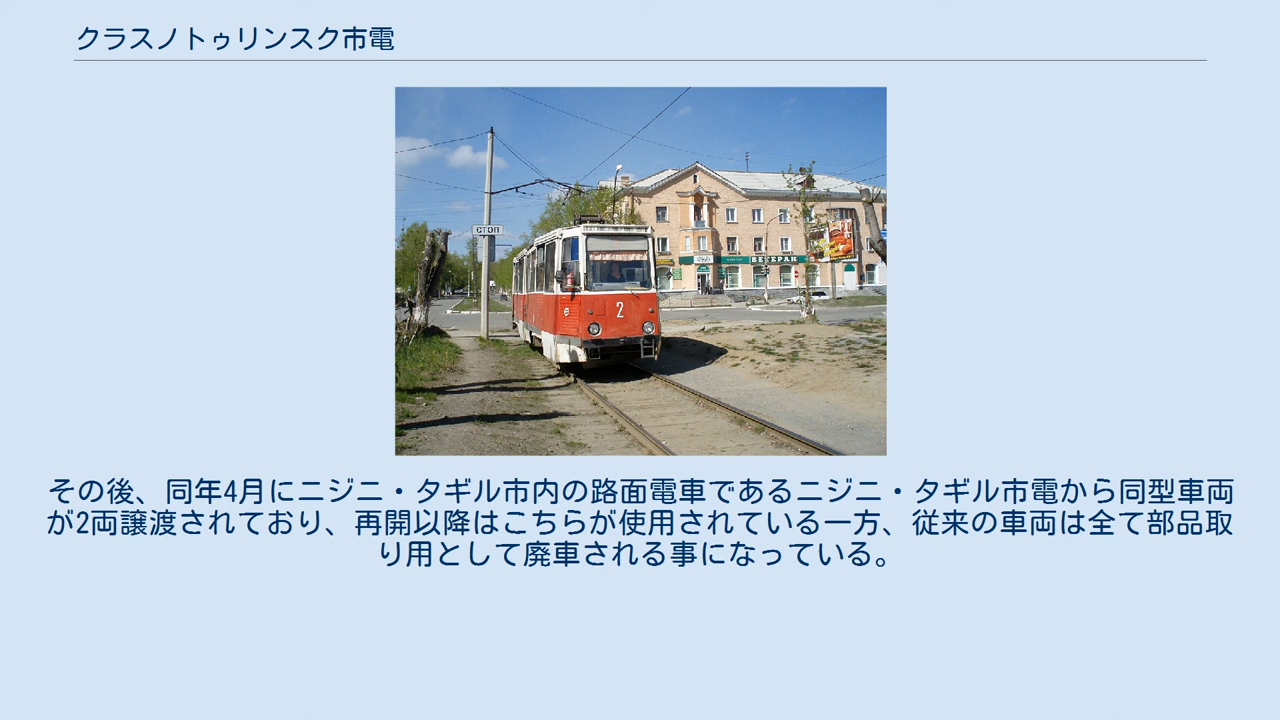 クラスノトゥリンスク市電
СТОП
ВЕТЕРАН
2
その後、同年4月にニジニ・タギル市内の路面電車であるニジニ・タギル市電から同型車両
が2両譲渡されており、再開以降はこちらが使用されている一方、従来の車両は全て部品取
り用として廃車される事になっている。